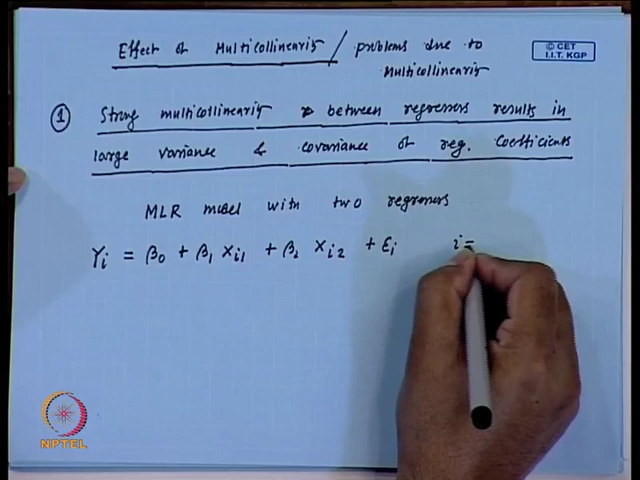 Effect of Multicollinearity / problems due to
Multicollinearity
© CET
I.I.T. KGP
① Strong multicollinearity between regressors results in
large variance & covariance of reg. coefficients
MLR model with two regressors
Yi = β0 + β1 Xi1 + β2 Xi2 + εi i=
NPTEL